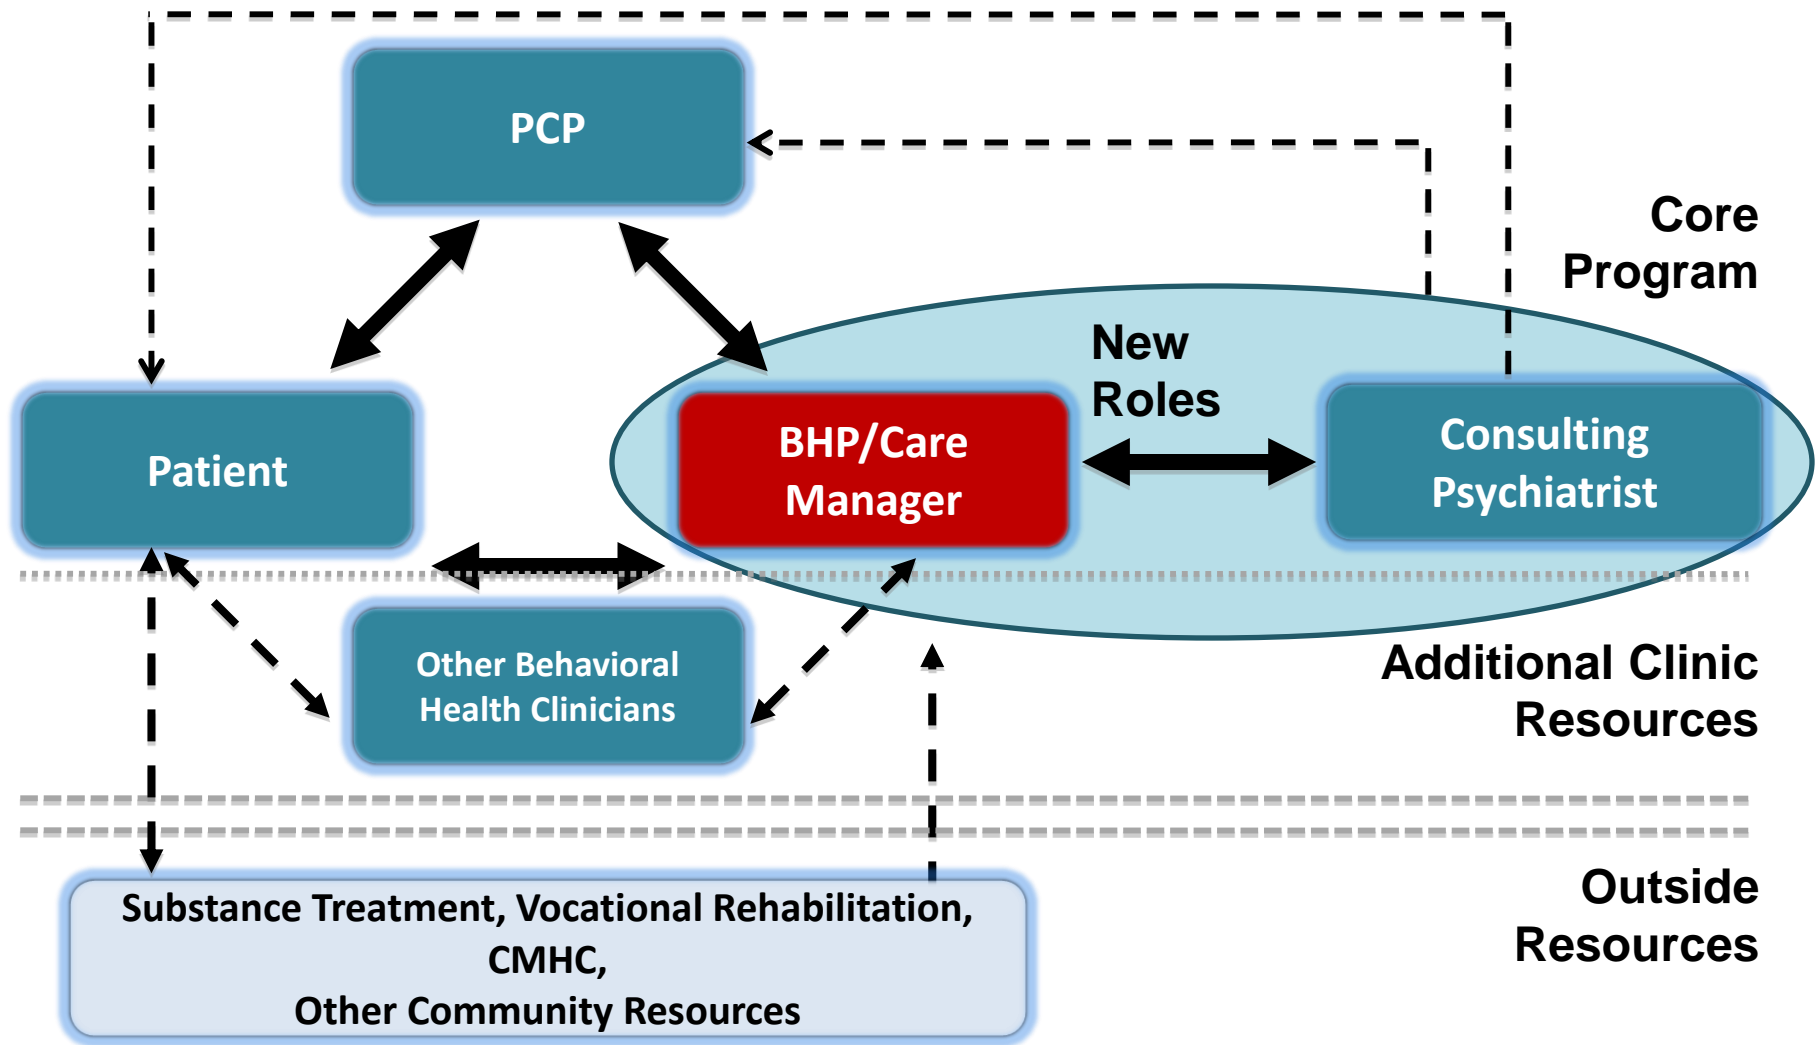 PCP
Core
Program
New
Roles
Patient
BHP/Care
Manager
Consulting
Psychiatrist
Other Behavioral
Health Clinicians
Additional Clinic
Resources
Substance Treatment, Vocational Rehabilitation,
CMHC,
Other Community Resources
Outside
Resources